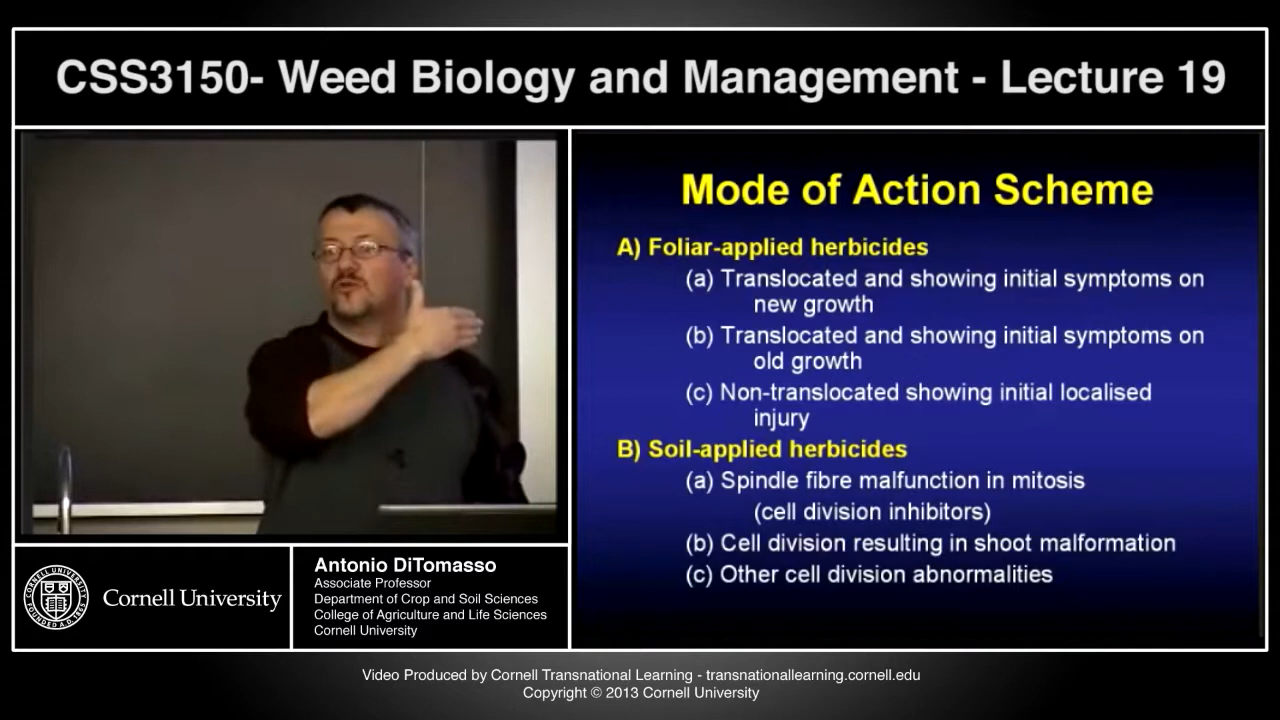 CSS3150- Weed Biology and Management - Lecture 19
Mode of Action Scheme
A) Foliar-applied herbicides
(a) Translocated and showing initial symptoms on
new growth
(b) Translocated and showing initial symptoms on
old growth
(c) Non-translocated showing initial localised
injury
B) Soil-applied herbicides
(a) Spindle fibre malfunction in mitosis
(cell division inhibitors)
(b) Cell division resulting in shoot malformation
(c) Other cell division abnormalities
Cornell University
Antonio DiTomasso
Associate Professor
Department of Crop and Soil Sciences
College of Agriculture and Life Sciences
Cornell University
Video Produced by Cornell Transnational Learning - transnationallearning.cornell.edu
Copyright © 2013 Cornell University